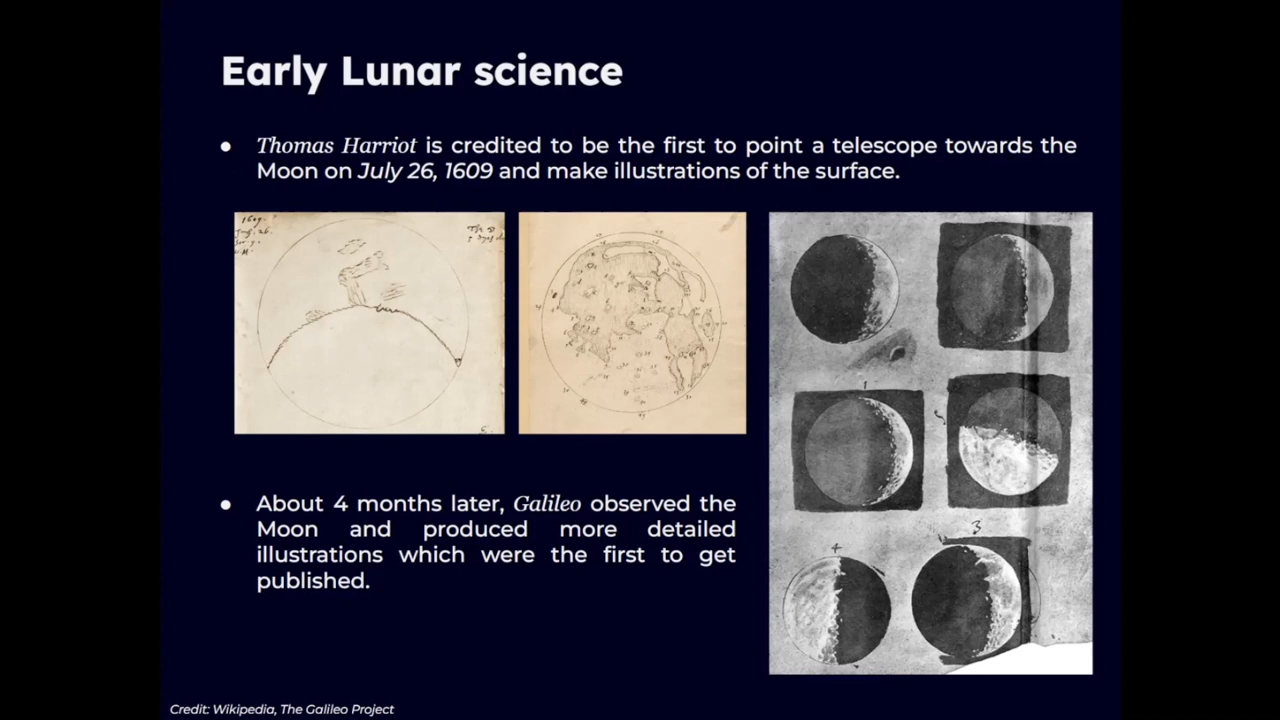 Early Lunar science
● Thomas Harriot is credited to be the first to point a telescope towards the
Moon on July 26, 1609 and make illustrations of the surface.
1609
● About 4 months later, Galileo observed the
Moon and produced more detailed
illustrations which were the first to get
published.
Credit: Wikipedia, The Galileo Project